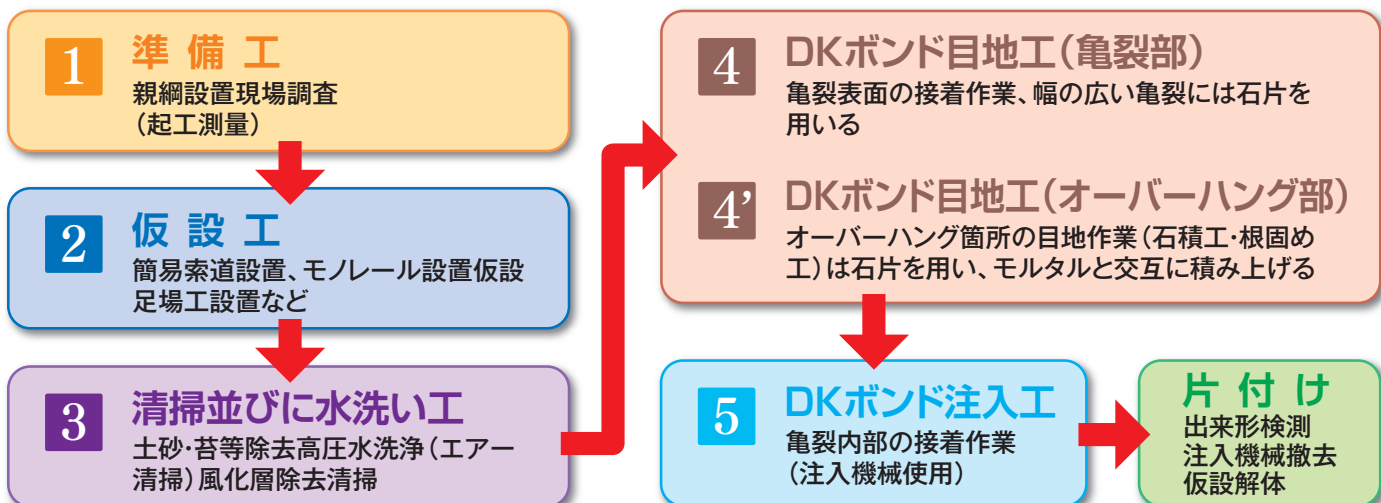 1 準備工
親綱設置現場調査
（起工測量）
2 仮設工
簡易索道設置、モノレール設置仮設
足場工設置など
3 清掃並びに水洗い工
土砂・苔等除去高圧水洗浄（エアー
清掃）風化層除去清掃
4 DKボンド目地工（亀裂部）
亀裂表面の接着作業、幅の広い亀裂には石片を
用いる
4’ DKボンド目地工（オーバーハング部）
オーバーハング箇所の目地作業（石積工・根固め
工）は石片を用い、モルタルと交互に積み上げる
5 DKボンド注入工
亀裂内部の接着作業
（注入機械使用）
片付け
出来形検測
注入機械撤去
仮設解体